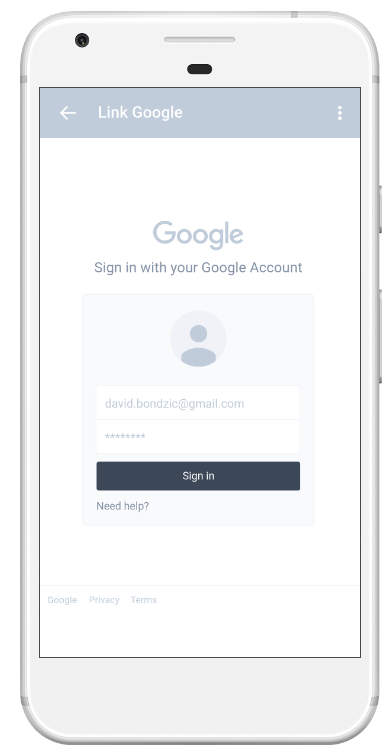 Link Google
Google
Sign in with your Google Account
david.bondzic@gmail.com
********
Sign in
Need help?
Google Privacy Terms